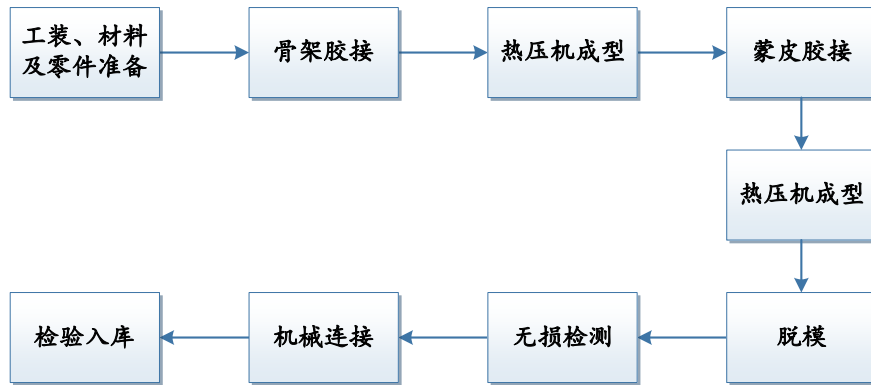 工装、材料
及零件准备
骨架胶接
热压机成型
蒙皮胶接
热压机成型
脱模
无损检测
机械连接
检验入库